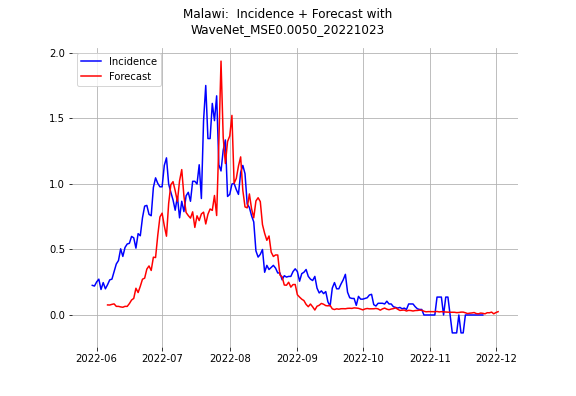 Malawi:  Incidence + Forecast with
WaveNet_MSE0.0050_20221023
2.0
Incidence
Forecast
1.5
1.0
0.5
0.0
2022-06 2022-07 2022-08 2022-09 2022-10 2022-11 2022-12